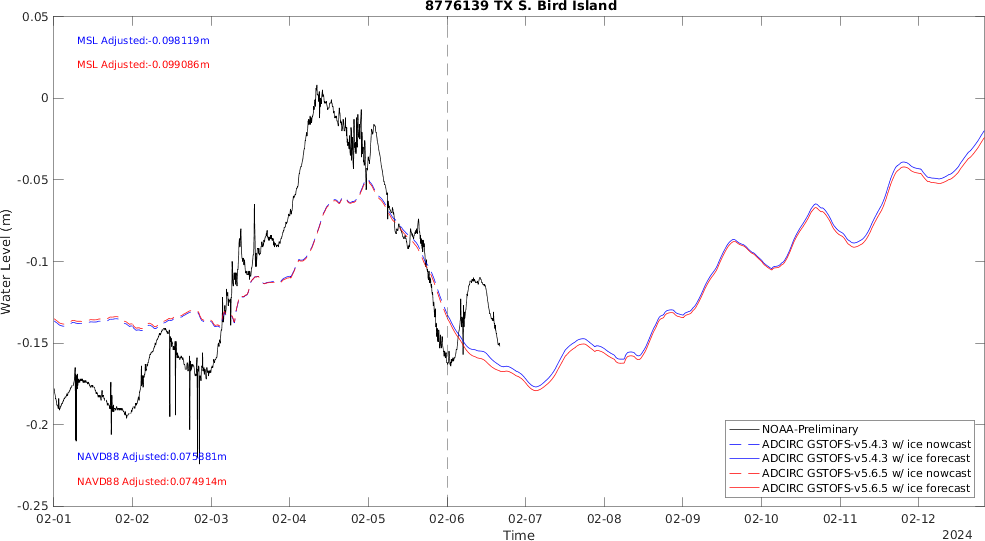 8776139 TX S. Bird Island
MSL Adjusted:-0.098119m
MSL Adjusted:-0.099086m
Water Level (m)
0.05
0
-0.05
-0.1
-0.15
-0.2
-0.25
NAVD88 Adjusted:0.075381m
NAVD88 Adjusted:0.074914m
NOAA-Preliminary
ADCIRC GSTOFS-v5.4.3 w/ ice nowcast
ADCIRC GSTOFS-v5.4.3 w/ ice forecast
ADCIRC GSTOFS-v5.6.5 w/ ice nowcast
ADCIRC GSTOFS-v5.6.5 w/ ice forecast
02-01 02-02 02-03 02-04 02-05 02-06 02-07 02-08 02-09 02-10 02-11 02-12
Time
2024